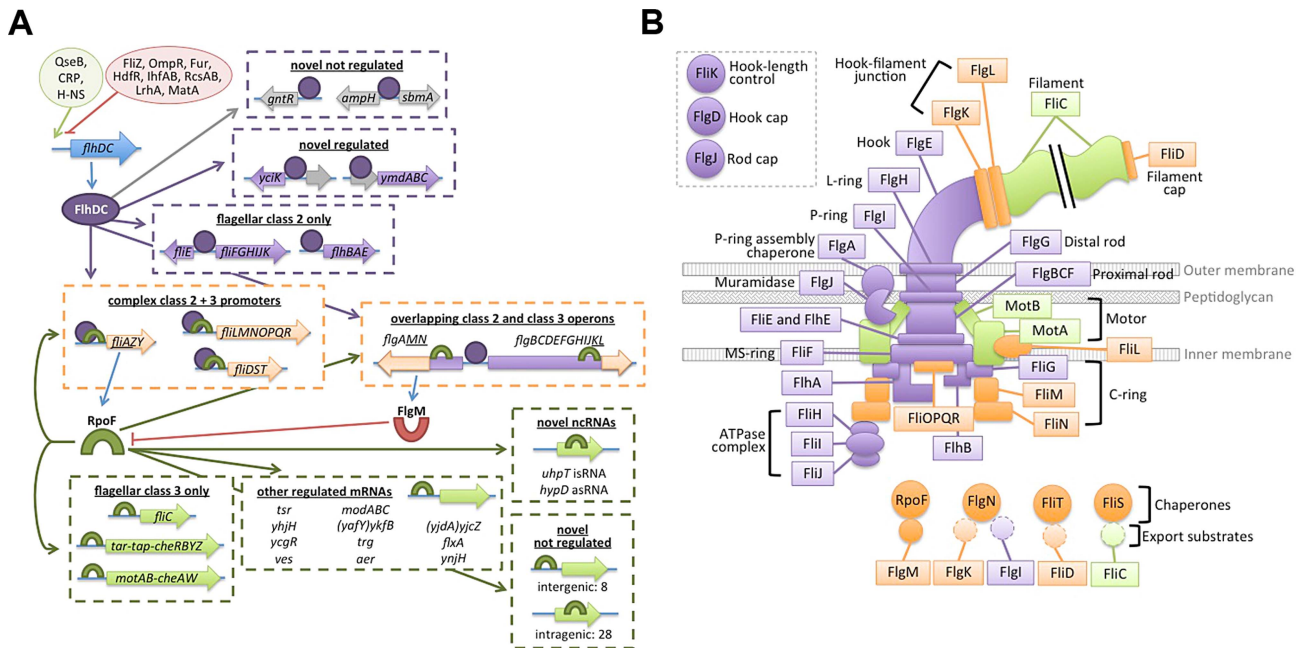 A
QseB,
CRP,
H-NS
FliZ, OmpR, Fur,
HdfR, IhfAB, RcsAB,
LrhA, MatA
flhDC
FlhDC
novel not regulated
gntR
ampH
sbmA
novel regulated
yciK
ymdABC
flagellar class 2 only
fliE
fliFGHIJK
flhBAE
complex class 2 + 3 promoters
fliAZY
fliLMNOPQR
fliDST
overlapping class 2 and class 3 operons
flgAMN
flgBCDEFGHIJKL
RpoF
FlgM
novel ncRNAs
uhpT isRNA
hypD asRNA
flagellar class 3 only
fliC
tar-tap-cheRBYZ
motAB-cheAW
other regulated mRNAs
tsr
modABC
yhjH
(yafY)ykfB
(yjdA)yjcZ
ycgR
trg
flxA
ves
aer
ynjH
novel
not regulated
intergenic: 8
intragenic: 28
B
FliK
Hook-length
control
FlgD
Hook cap
FlgJ
Rod cap
Hook-filament
junction
FlgL
FlgK
Filament
FliC
FliD
Filament
cap
Hook
FlgE
L-ring
FlgH
P-ring
FlgI
P-ring assembly
chaperone
FlgA
Muramidase
FlgJ
FlgG
Distal rod
FlgBCF
Proximal rod
Outer membrane
Peptidoglycan
Inner membrane
MotB
MotA
Motor
FliE and FlhE
MS-ring
FliF
FliL
FliG
FlhA
FliM
FliN
C-ring
FliOPQR
FlhB
ATPase
complex
FliH
FliI
FliJ
RpoF
FlgN
FliT
FliS
Chaperones
Export substrates
FlgM
FlgK
FlgI
FliD
FliC